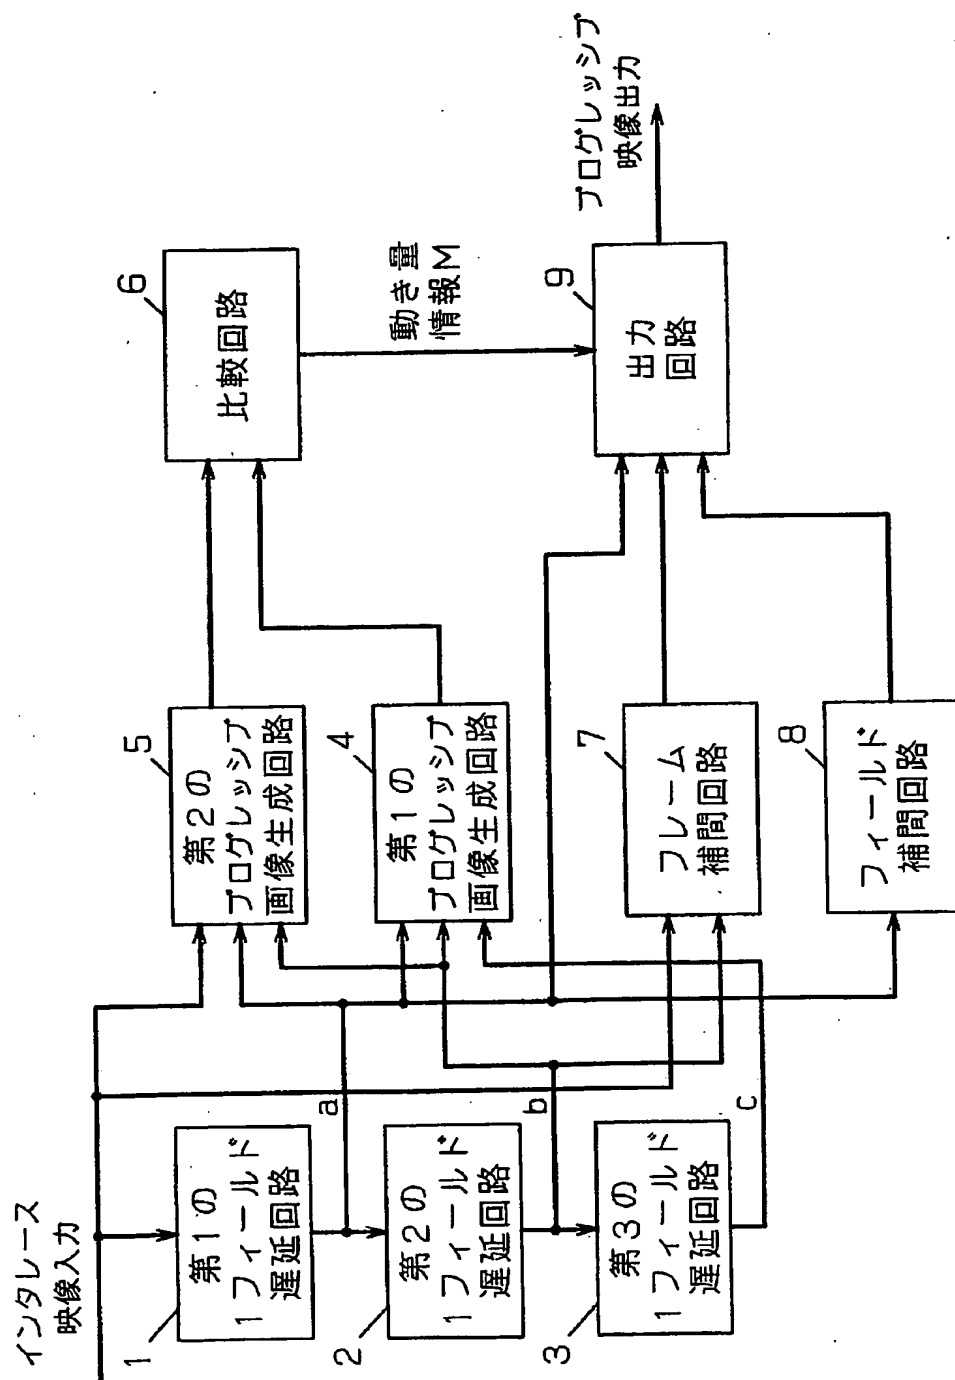 インタレース
映像入力
1
第1の
1フィールド
遅延回路
a
2
第2の
1フィールド
遅延回路
b
3
第3の
1フィールド
遅延回路
c
5
第2の
プログレッシブ
画像生成回路
4
第1の
プログレッシブ
画像生成回路
7
フレーム
補間回路
8
フィールド
補間回路
6
比較回路
動き量
情報M
9
出力
回路
プログレッシブ
映像出力